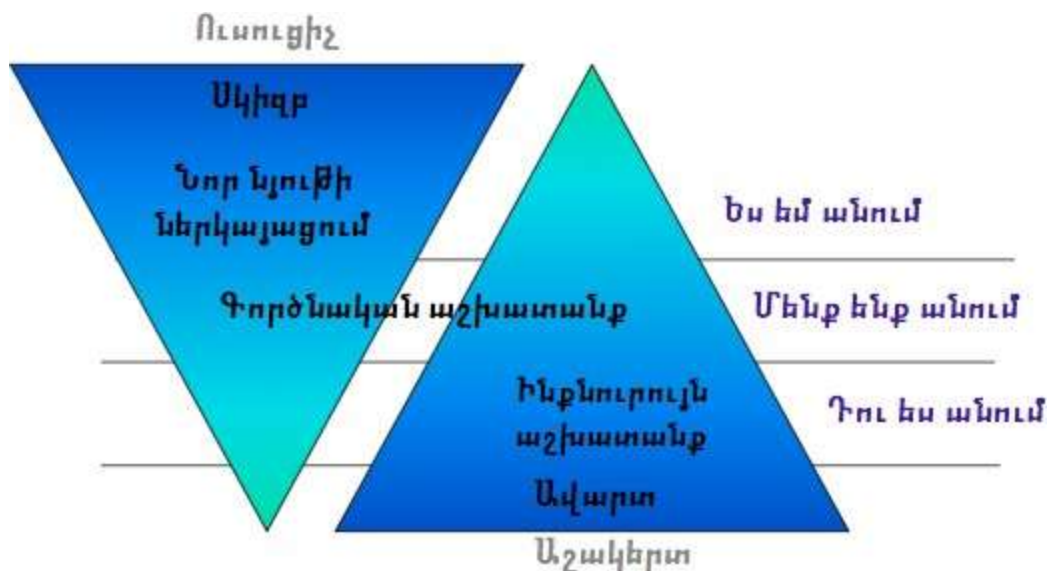 Ուսուցիչ
Սկիզբ
Նոր նյութի
ներկայացում
Ես եմ անում
Գործնական աշխատանք
Մենք ենք անում
Ինքնուրույն
աշխատանք
Դու ես անում
Ավարտ
Աշակերտ